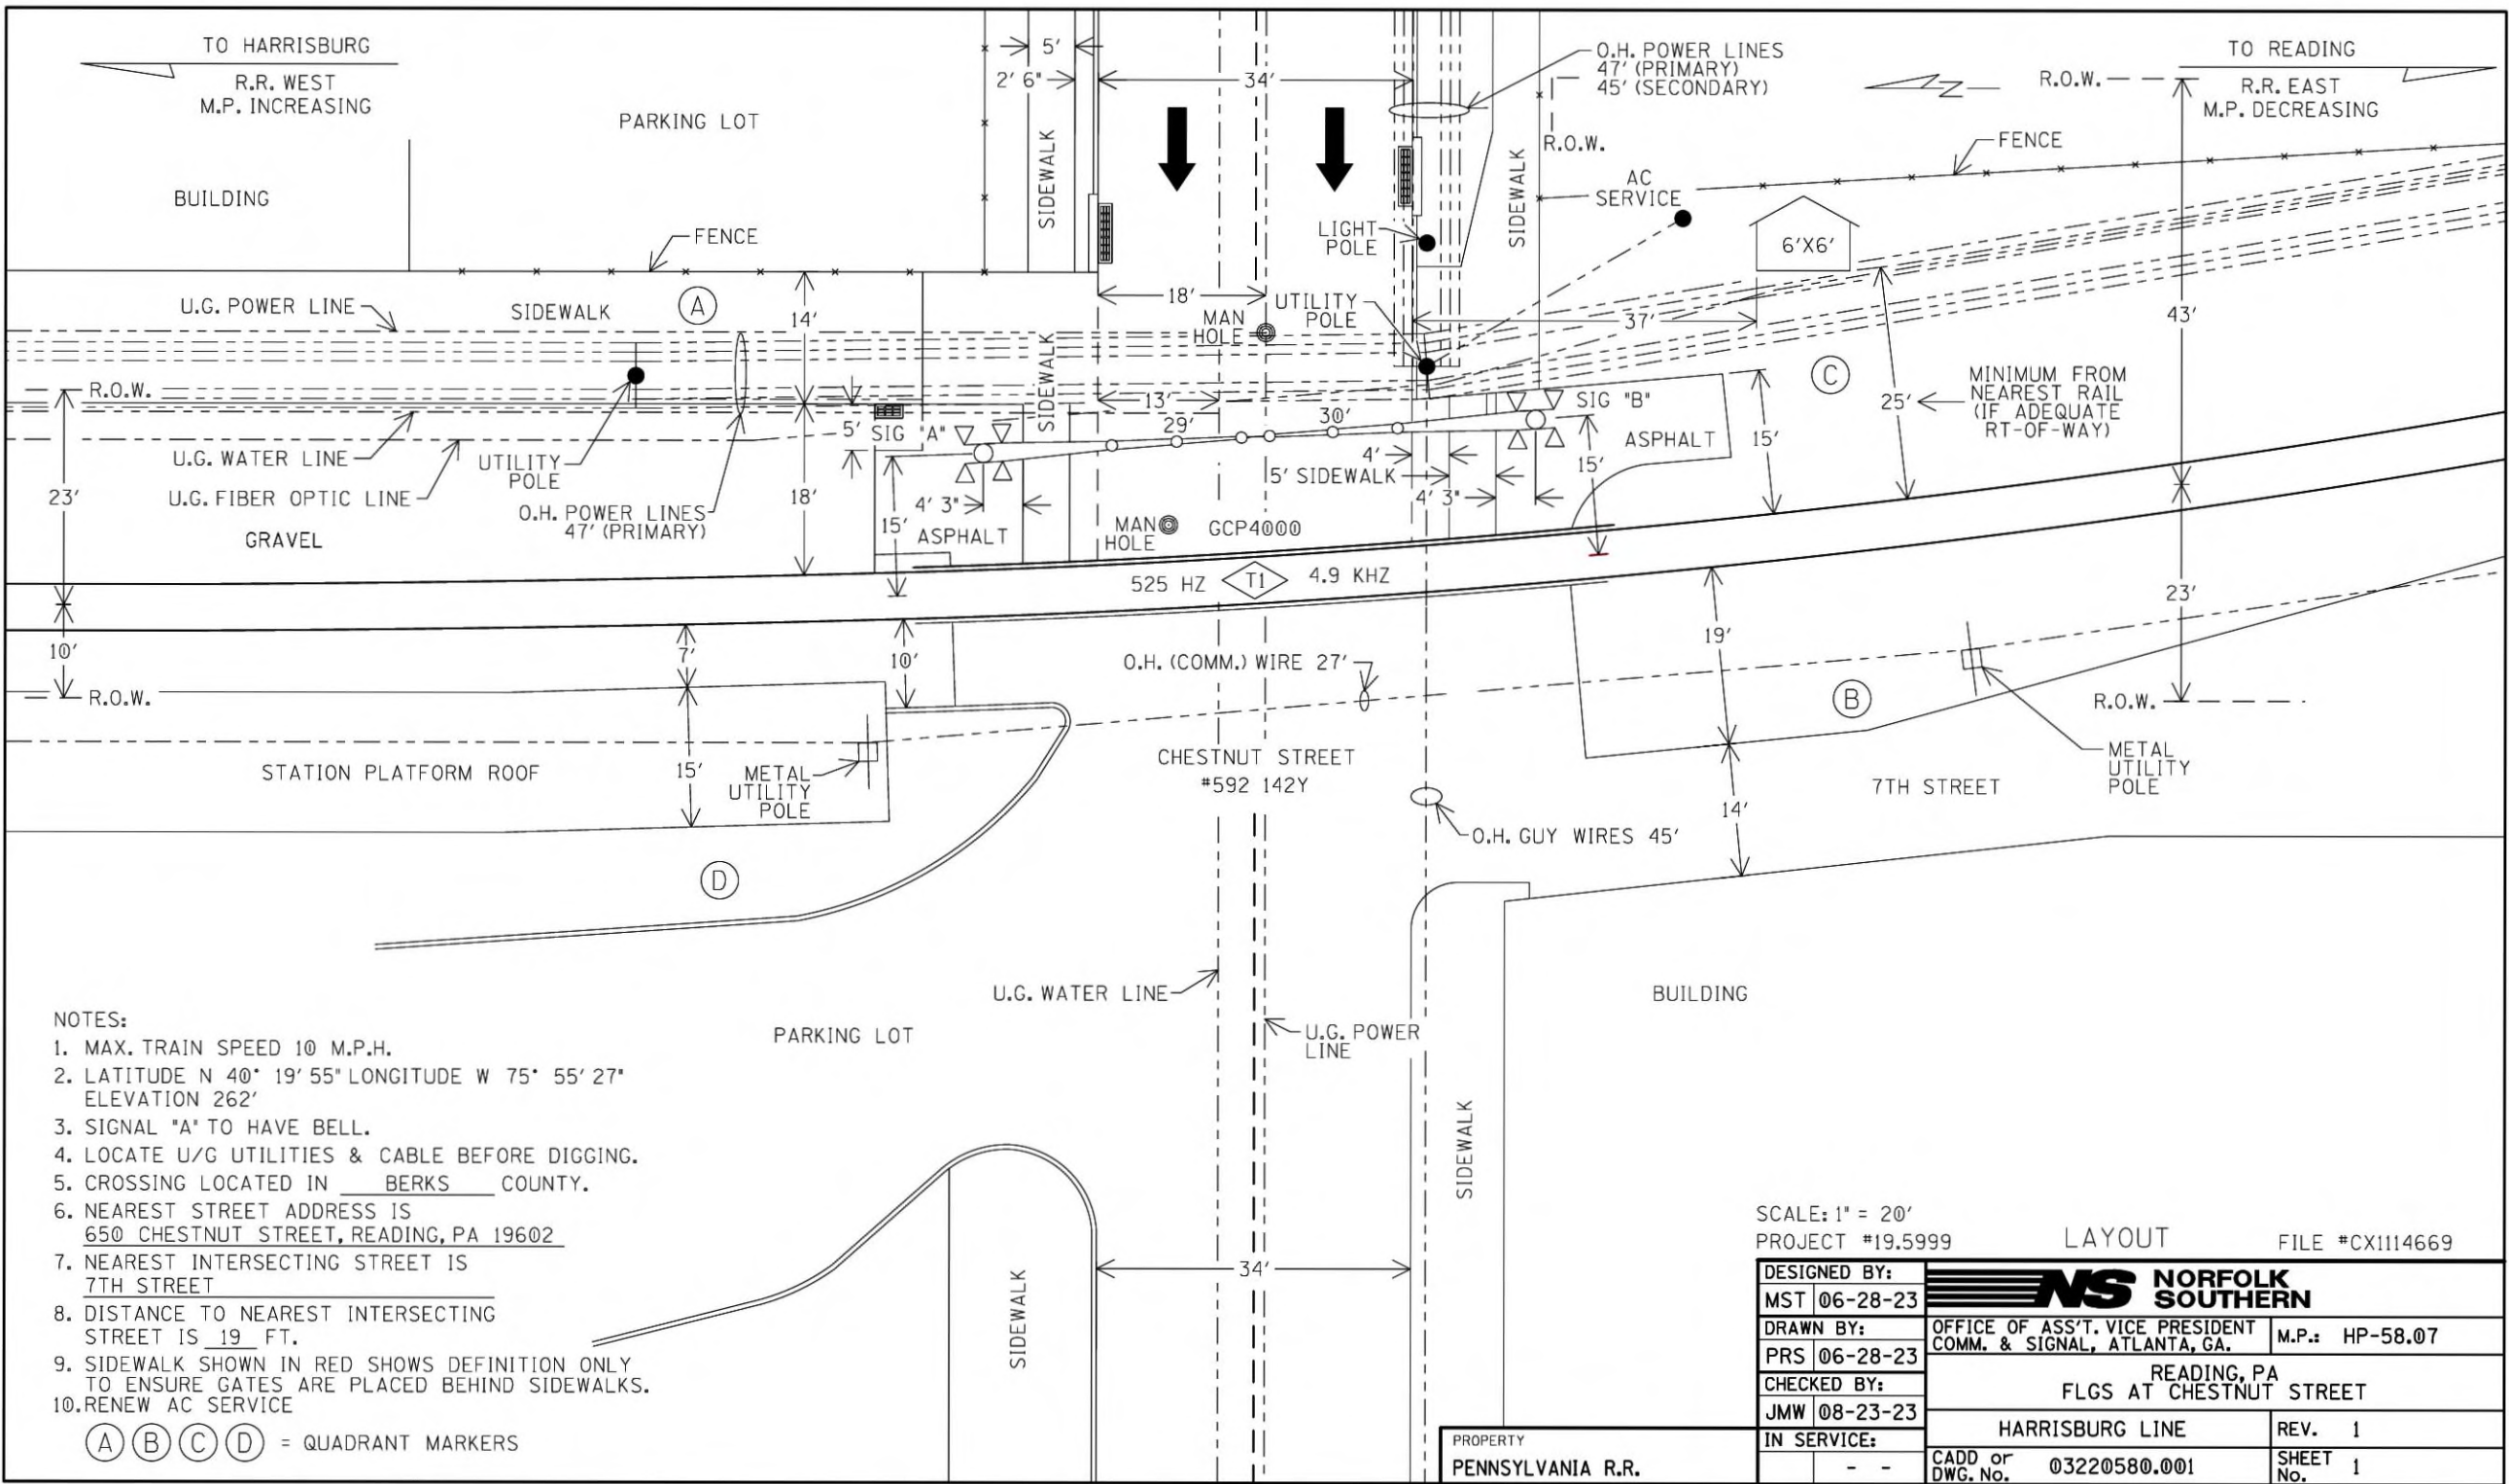 TO HARRISBURG
R.R. WEST
M.P. INCREASING
PARKING LOT
BUILDING
FENCE
5'
2' 6"
34'
SIDEWALK
O.H. POWER LINES
47' (PRIMARY)
45' (SECONDARY)
R.O.W.
SIDEWALK
N
R.O.W.
TO READING
R.R. EAST
M.P. DECREASING
FENCE
AC
SERVICE
LIGHT
POLE
6'X6'
U.G. POWER LINE
SIDEWALK
A
14'
18'
MAN
HOLE
UTILITY
POLE
37'
43'
C
R.O.W.
SIDEWALK
13'
29'
30'
5'
SIG "A"
SIG "B"
ASPHALT
15'
25'
MINIMUM FROM
NEAREST RAIL
(IF ADEQUATE
RT-OF-WAY)
U.G. WATER LINE
UTILITY
POLE
U.G. FIBER OPTIC LINE
O.H. POWER LINES
47' (PRIMARY)
23'
GRAVEL
18'
15'
4' 3"
ASPHALT
MAN
HOLE
GCP4000
4'
5' SIDEWALK
4' 3"
15'
525 HZ
T1
4.9 KHZ
10'
R.O.W.
7'
10'
O.H. (COMM.) WIRE 27'
19'
23'
B
R.O.W.
STATION PLATFORM ROOF
15'
METAL
UTILITY
POLE
CHESTNUT STREET
#592 142Y
METAL
UTILITY
POLE
7TH STREET
14'
O.H. GUY WIRES 45'
D
U.G. WATER LINE
U.G. POWER
LINE
PARKING LOT
BUILDING
SIDEWALK
SIDEWALK
34'
NOTES:
1. MAX. TRAIN SPEED 10 M.P.H.
2. LATITUDE N 40° 19' 55" LONGITUDE W 75° 55' 27"
ELEVATION 262'
3. SIGNAL "A" TO HAVE BELL.
4. LOCATE U/G UTILITIES & CABLE BEFORE DIGGING.
5. CROSSING LOCATED IN BERKS COUNTY.
6. NEAREST STREET ADDRESS IS
650 CHESTNUT STREET, READING, PA 19602
7. NEAREST INTERSECTING STREET IS
7TH STREET
8. DISTANCE TO NEAREST INTERSECTING
STREET IS 19 FT.
9. SIDEWALK SHOWN IN RED SHOWS DEFINITION ONLY
TO ENSURE GATES ARE PLACED BEHIND SIDEWALKS.
10. RENEW AC SERVICE
A B C D = QUADRANT MARKERS
SCALE: 1" = 20'
PROJECT #19.5999
LAYOUT
FILE #CX1114669
DESIGNED BY:
MST 06-28-23
DRAWN BY:
PRS 06-28-23
CHECKED BY:
JMW 08-23-23
IN SERVICE:
- -
NS NORFOLK
SOUTHERN
OFFICE OF ASS'T. VICE PRESIDENT
COMM. & SIGNAL, ATLANTA, GA.
M.P.: HP-58.07
READING, PA
FLGS AT CHESTNUT STREET
HARRISBURG LINE
REV. 1
CADD or
DWG. No.
03220580.001
SHEET
No. 1
PROPERTY
PENNSYLVANIA R.R.